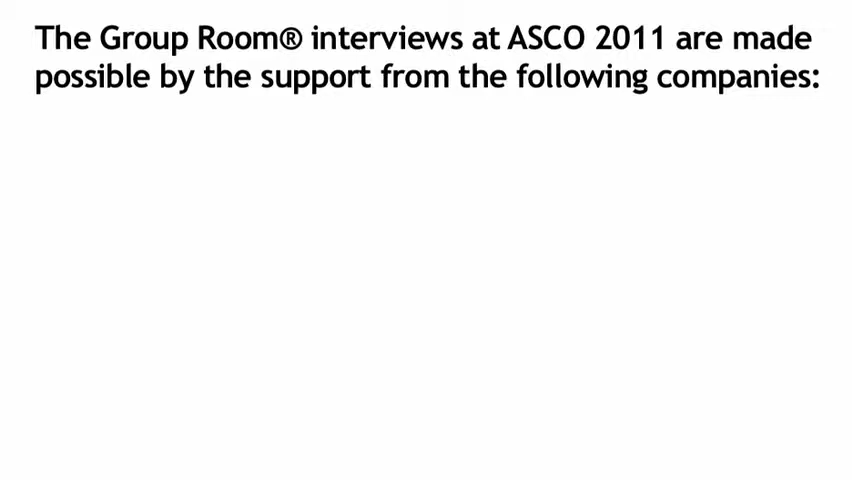 The Group Room® interviews at ASCO 2011 are made
possible by the support from the following companies: